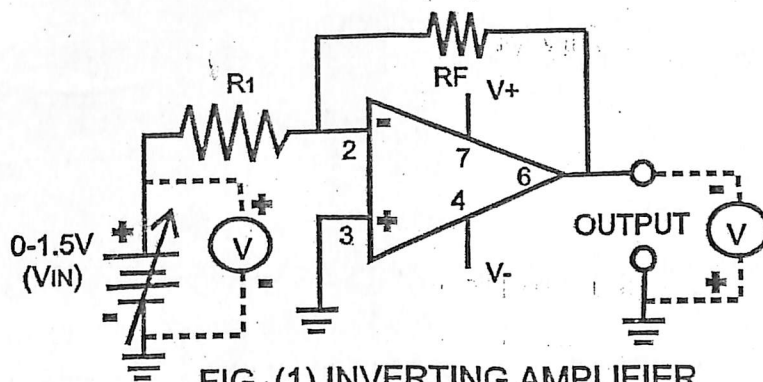 R1
RF
V+
-
2
7
6
+
3
4
V-
0-1.5V
(VIN)
+
-
+
V
-
OUTPUT
-
V
+
FIG. (1) INVERTING AMPLIFIER